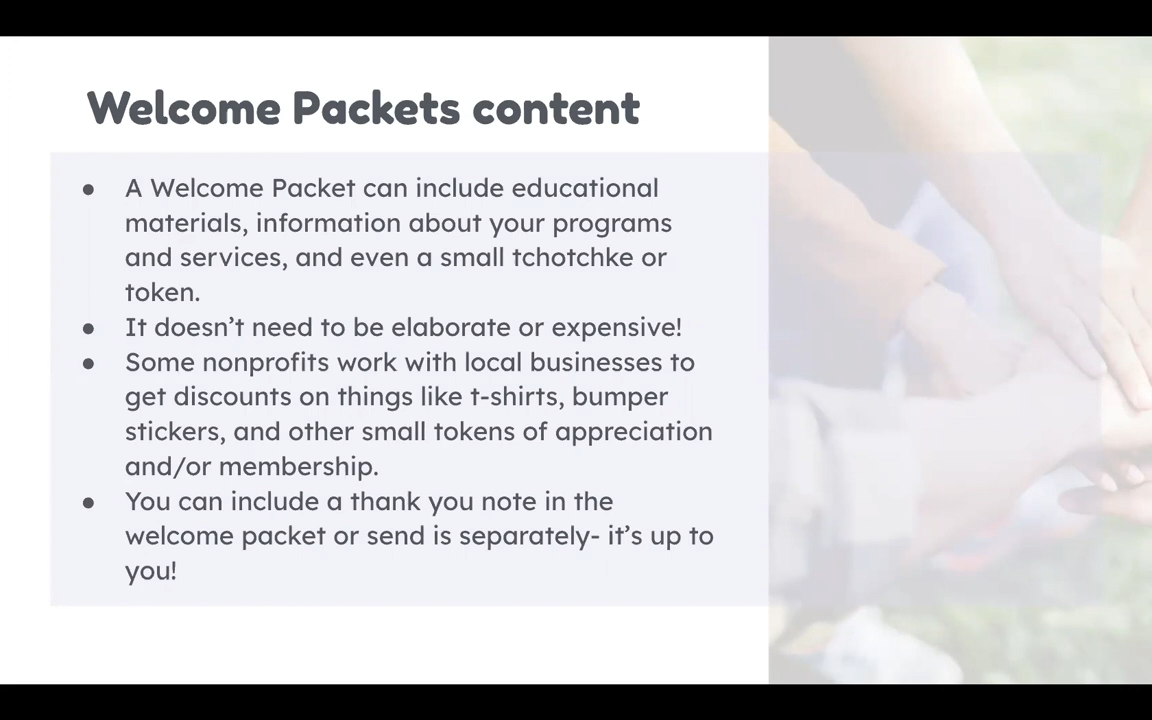 Welcome Packets content
● A Welcome Packet can include educational
materials, information about your programs
and services, and even a small tchotchke or
token.
● It doesn’t need to be elaborate or expensive!
● Some nonprofits work with local businesses to
get discounts on things like t-shirts, bumper
stickers, and other small tokens of appreciation
and/or membership.
● You can include a thank you note in the
welcome packet or send is separately- it’s up to
you!